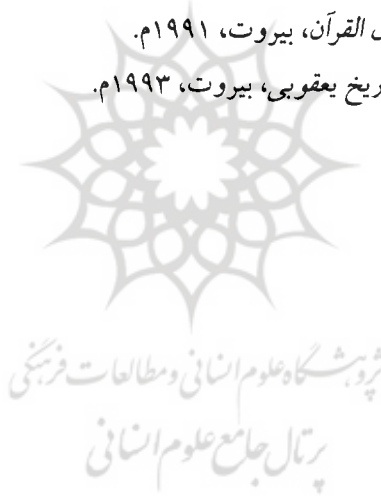 القرآن، بیروت، ۱۹۹۱م.
ریخ یعقوبی، بیروت، ۱۹۹۳م.
پژوهشگاه علوم انسانی و مطالعات فرهنگی
پرتال جامع علوم انسانی